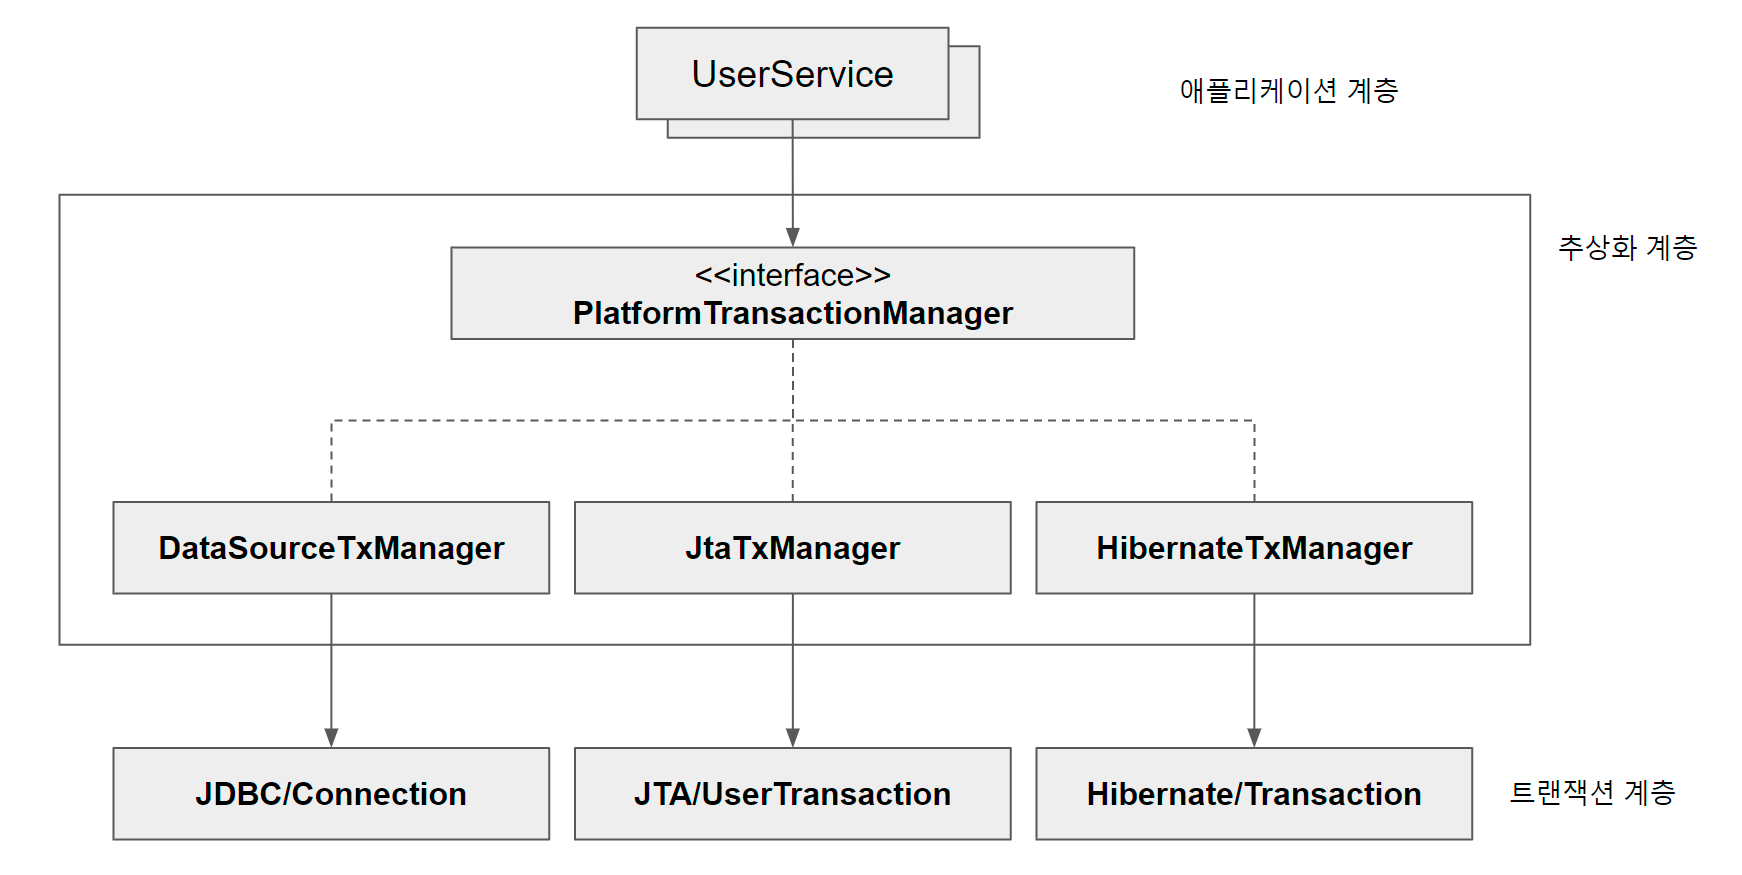 UserService
애플리케이션 계층
추상화 계층
<<interface>>
PlatformTransactionManager
DataSourceTxManager
JtaTxManager
HibernateTxManager
JDBC/Connection
JTA/UserTransaction
Hibernate/Transaction
트랜잭션 계층